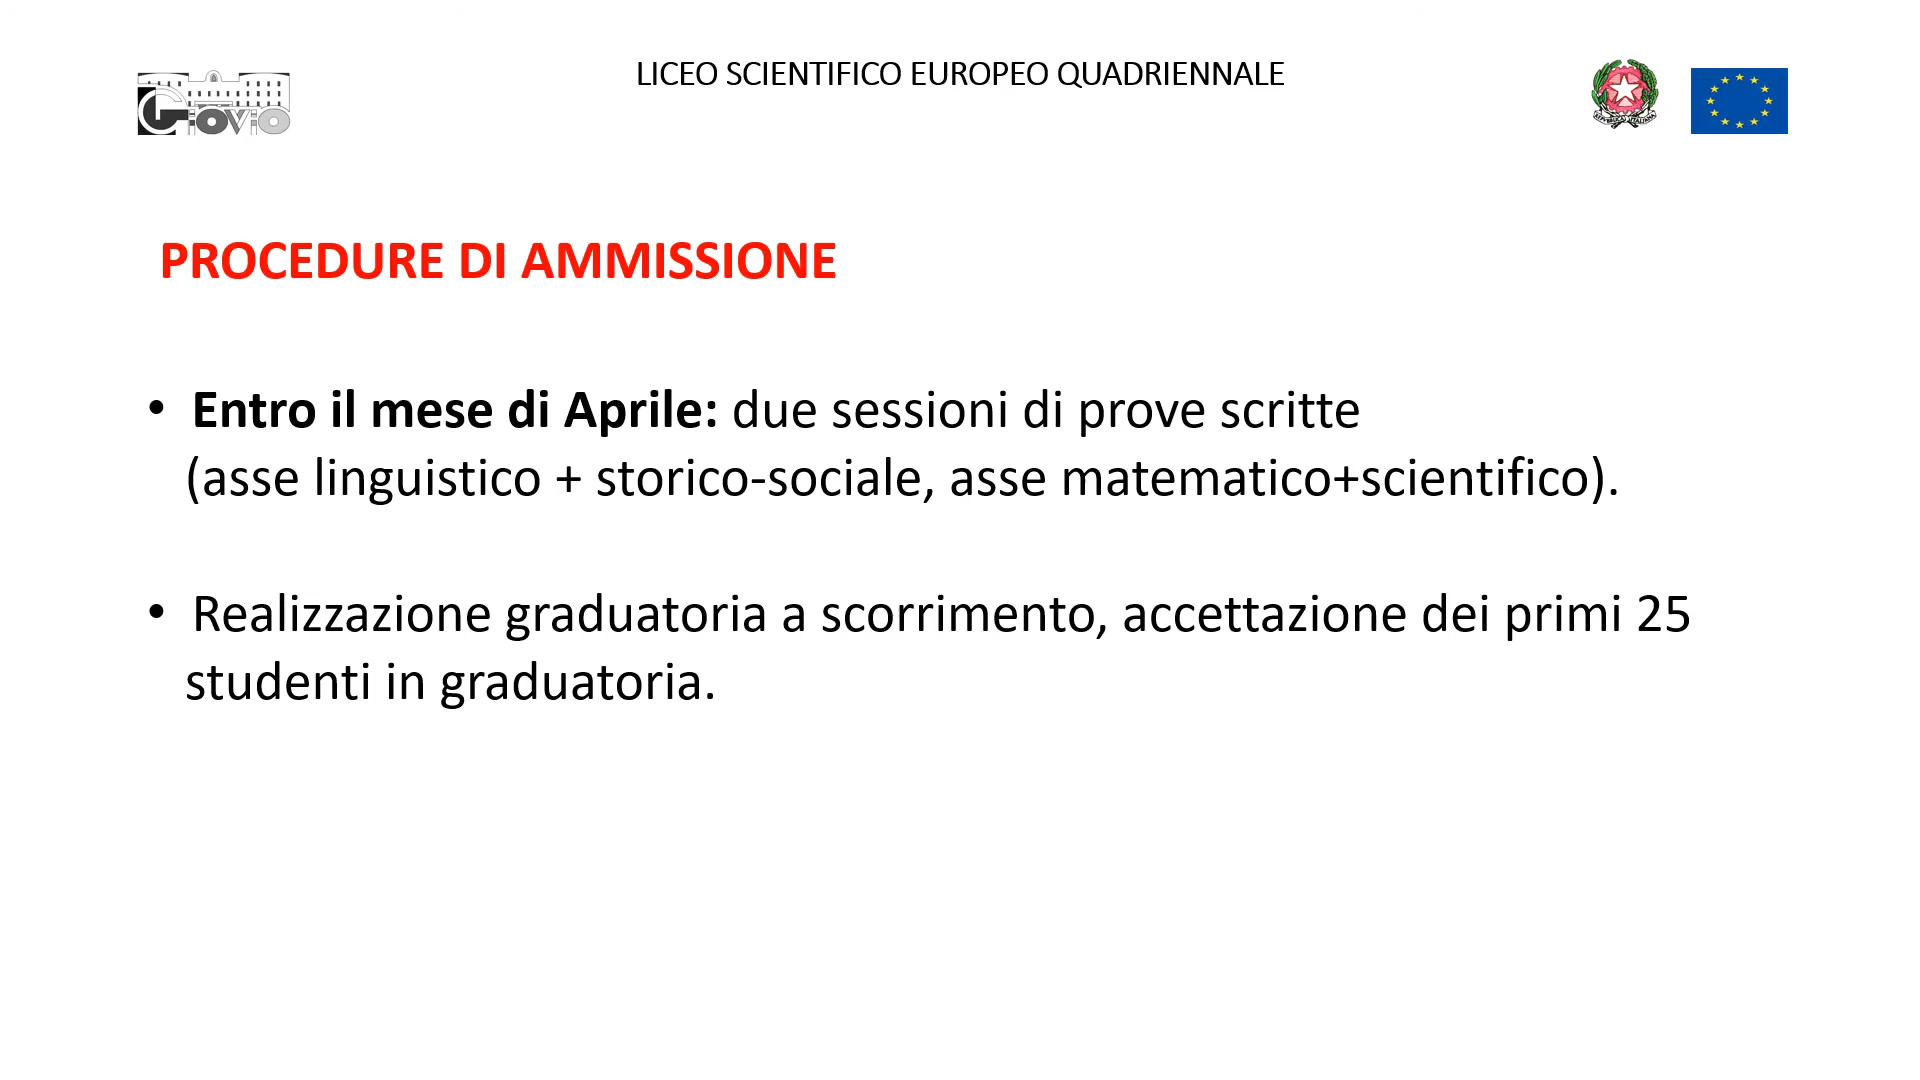 LICEO SCIENTIFICO EUROPEO QUADRIENNALE
Giovio
PROCEDURE DI AMMISSIONE
• Entro il mese di Aprile: due sessioni di prove scritte
(asse linguistico + storico-sociale, asse matematico+scientifico).
• Realizzazione graduatoria a scorrimento, accettazione dei primi 25
studenti in graduatoria.